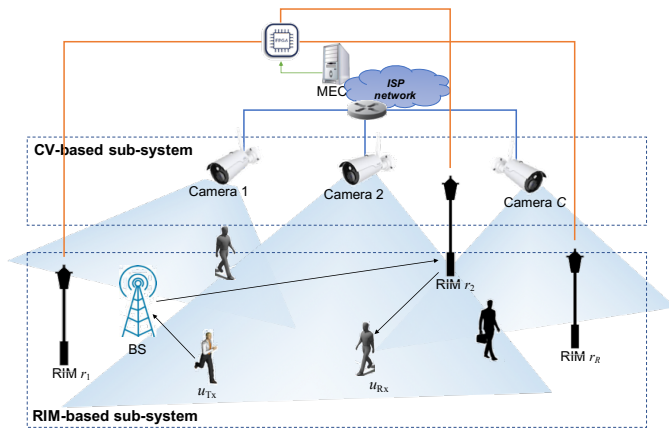 FPGA
MEC
ISP
network
CV-based sub-system
Camera 1
Camera 2
Camera C
RIM r2
BS
RIM r1
uTx
uRx
RIM rR
RIM-based sub-system